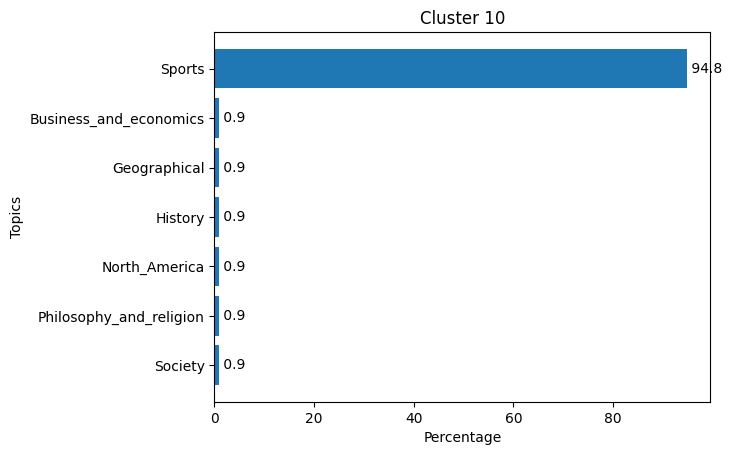 Cluster 10
Sports 94.8
Business_and_economics 0.9
Geographical 0.9
History 0.9
North_America 0.9
Philosophy_and_religion 0.9
Society 0.9
Topics
0 20 40 60 80
Percentage